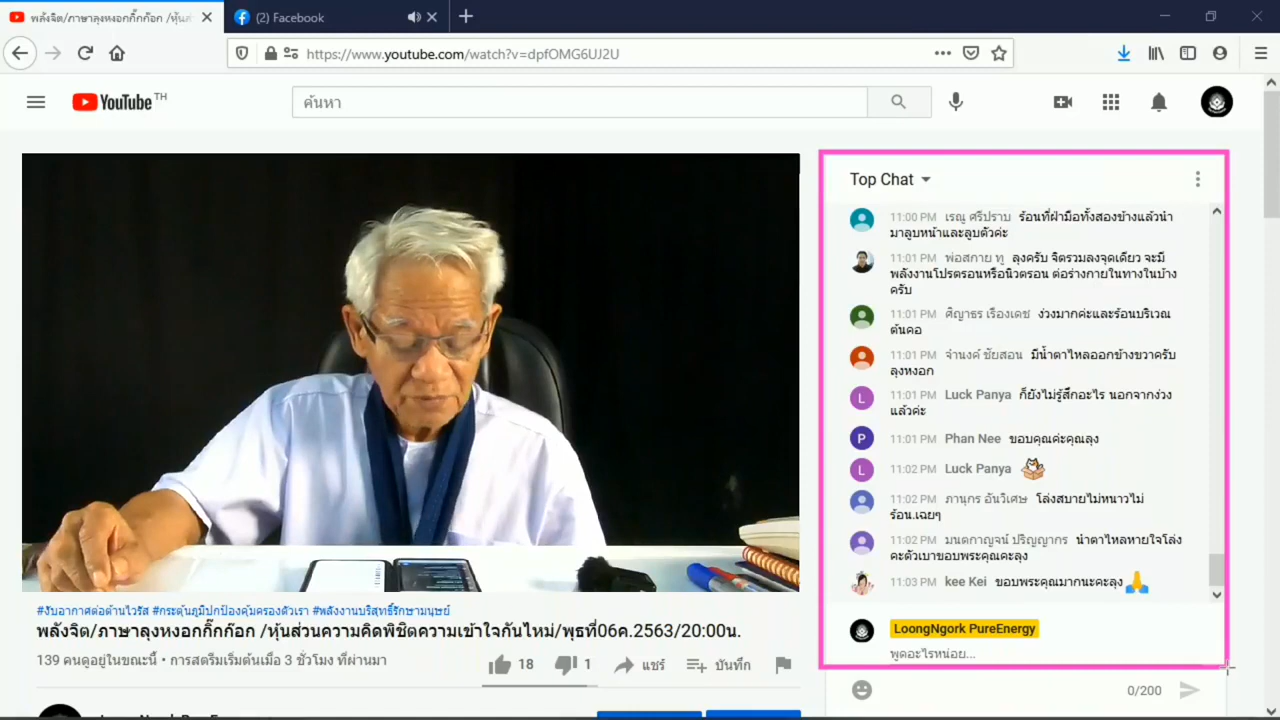 พลังจิต/ภาษาลุงหงอกกิ๊กก๊อก /หุ้นส่
(2) Facebook
https://www.youtube.com/watch?v=dpfOMG6UJ2U
YouTube TH
ค้นหา
Top Chat
11:00 PM เรณู ศรีปราบ ร้อนที่ฝ่ามือทั้งสองข้างแล้วนำ
มาลูบหน้าและลูบตัวค่ะ
11:01 PM พ่อสกาย ทู ลุงครับ จิตรวมลงจุดเดียว จะมี
พลังงานโปรตรอนหรือนิวตรอน ต่อร่างกายในทางในบ้าง
ครับ
11:01 PM ศิญาธร เรืองเดช ง่วงมากค่ะและร้อนบริเวณ
ต้นคอ
11:01 PM จำนงค์ ชัยสอน มีน้ำตาไหลออกข้างขวาครับ
ลุงหงอก
11:01 PM Luck Panya ก็ยังไม่รู้สึกอะไร นอกจากง่วง
แล้วค่ะ
11:01 PM Phan Nee ขอบคุณค่ะคุณลุง
11:02 PM Luck Panya
11:02 PM ภานุกร อันวิเศษ โล่งสบายไม่หนาวไม่
ร้อน.เฉยๆ
11:02 PM มนตกาญจน์ ปริญญากร น้ำตาไหลหายใจโล่ง
คะตัวเบาขอบพระคุณคะลุง
11:03 PM kee Kei ขอบพระคุณมากนะคะลุง🙏
LoongNgork PureEnergy
พูดอะไรหน่อย...
0/200
#งับอากาศต่อต้านไวรัส #กระตุ้นภูมิปกป้องคุ้มครองตัวเรา #พลังงานบริสุทธิ์รักษามนุษย์
พลังจิต/ภาษาลุงหงอกกิ๊กก๊อก /หุ้นส่วนความคิดพิชิตความเข้าใจกันไหม่/พุธที่06ค.2563/20:00น.
139 คนดูอยู่ในขณะนี้ • การสตรีมเริ่มต้นเมื่อ 3 ชั่วโมง ที่ผ่านมา
18 1 แชร์ บันทึก